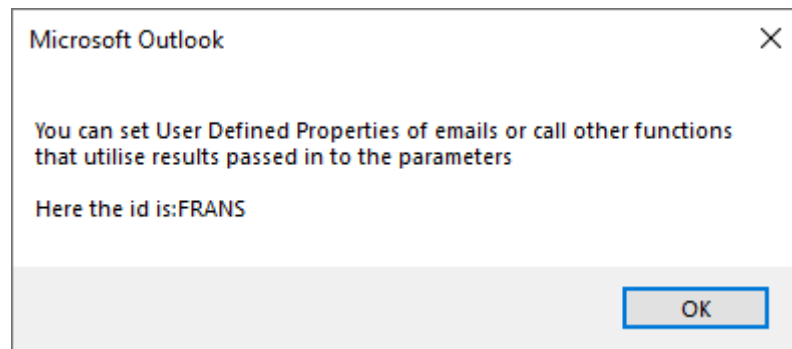 Microsoft Outlook
You can set User Defined Properties of emails or call other functions
that utilise results passed in to the parameters
Here the id is:FRANS
OK